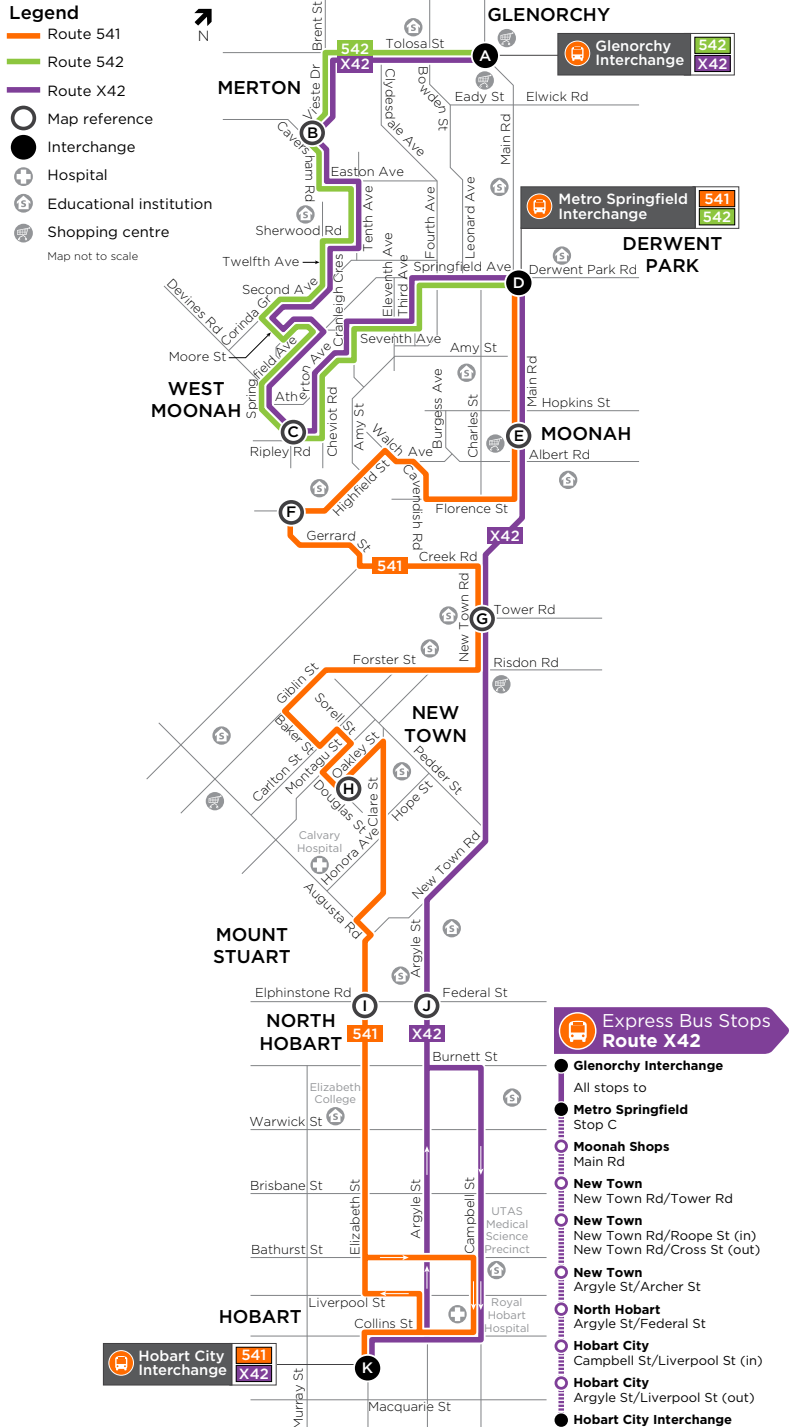 Legend
Route 541
Route 542
Route X42
Map reference
Interchange
Hospital
Educational institution
Shopping centre
Map not to scale
N
GLENORCHY
Brent St
542
X42
Tolosa St
A
Glenorchy
Interchange
542
X42
MERTON
Vieste Dr
Clydesdale Ave
Bowden St
Eady St
Elwick Rd
Main Rd
B
Caversham Rd
Easton Ave
Tenth Ave
Fourth Ave
Leonard Ave
Metro Springfield
Interchange
541
542
DERWENT
PARK
Sherwood Rd
Twelfth Ave
Eleventh Ave
Third Ave
Springfield Ave
D
Derwent Park Rd
Second Ave
Cranleigh Cres
Devines Rd
Corinda Gr
Moore St
Springfield Ave
Seventh Ave
Amy St
WEST
MOONAH
Atherton Ave
Cheviot Rd
Amy St
Burgess Ave
Charles St
Main Rd
Hopkins St
C
Ripley Rd
E
MOONAH
Albert Rd
Walch Ave
Highfield St
Cavendish Rd
Florence St
F
Gerrard St
X42
541
Creek Rd
New Town Rd
G
Tower Rd
Forster St
Risdon Rd
Giblin St
NEW
TOWN
Sorell St
Baker St
Carlton St
Montagu St
Oakley St
Pedder St
H
Douglas St
Clare St
Hope St
Calvary
Hospital
Honora Ave
Augusta Rd
New Town Rd
MOUNT
STUART
Argyle St
Elphinstone Rd
I
J
Federal St
NORTH
HOBART
541
X42
Burnett St
Elizabeth
College
Warwick St
Brisbane St
Elizabeth St
Argyle St
Campbell St
UTAS
Medical
Science
Precinct
Bathurst St
Liverpool St
Royal
Hobart
Hospital
HOBART
Collins St
Hobart City
Interchange
541
X42
K
Murray St
Macquarie St
Express Bus Stops
Route X42
Glenorchy Interchange
All stops to
Metro Springfield
Stop C
Moonah Shops
Main Rd
New Town
New Town Rd/Tower Rd
New Town
New Town Rd/Roope St (in)
New Town Rd/Cross St (out)
New Town
Argyle St/Archer St
North Hobart
Argyle St/Federal St
Hobart City
Campbell St/Liverpool St (in)
Hobart City
Argyle St/Liverpool St (out)
Hobart City Interchange